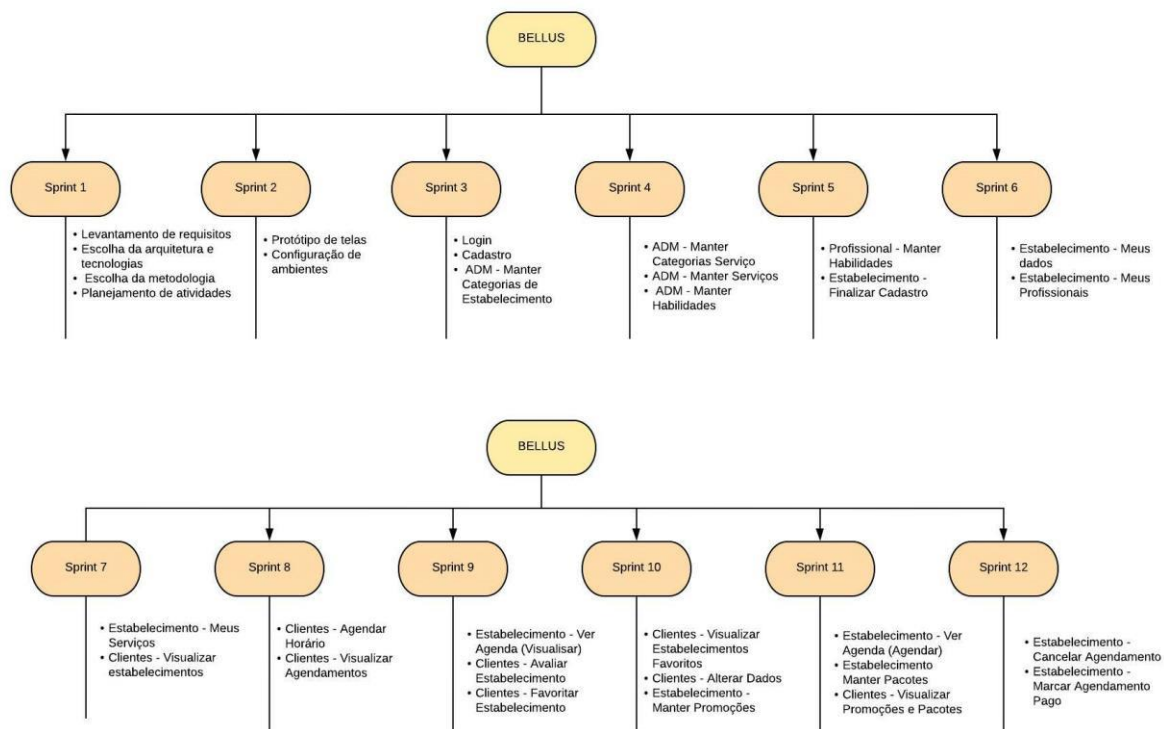 BELLUS
Sprint 1
Sprint 2
Sprint 3
Sprint 4
Sprint 5
Sprint 6
• Levantamento de requisitos
• Escolha da arquitetura e
tecnologias
• Escolha da metodologia
• Planejamento de atividades
• Protótipo de telas
• Configuração de
ambientes
• Login
• Cadastro
• ADM - Manter
Categorias de
Estabelecimento
• ADM - Manter
Categorias Serviço
• ADM - Manter Serviços
• ADM - Manter
Habilidades
• Profissional - Manter
Habilidades
• Estabelecimento -
Finalizar Cadastro
• Estabelecimento - Meus
dados
• Estabelecimento - Meus
Profissionais
BELLUS
Sprint 7
Sprint 8
Sprint 9
Sprint 10
Sprint 11
Sprint 12
• Estabelecimento - Meus
Serviços
• Clientes - Visualizar
estabelecimentos
• Clientes - Agendar
Horário
• Clientes - Visualizar
Agendamentos
• Estabelecimento - Ver
Agenda (Visualisar)
• Clientes - Avaliar
Estabelecimento
• Clientes - Favoritar
Estabelecimento
• Clientes - Visualizar
Estabelecimentos
Favoritos
• Clientes - Alterar Dados
• Estabelecimento -
Manter Promoções
• Estabelecimento - Ver
Agenda (Agendar)
• Estabelecimento
Manter Pacotes
• Clientes - Visualizar
Promoções e Pacotes
• Estabelecimento -
Cancelar Agendamento
• Estabelecimento -
Marcar Agendamento
Pago